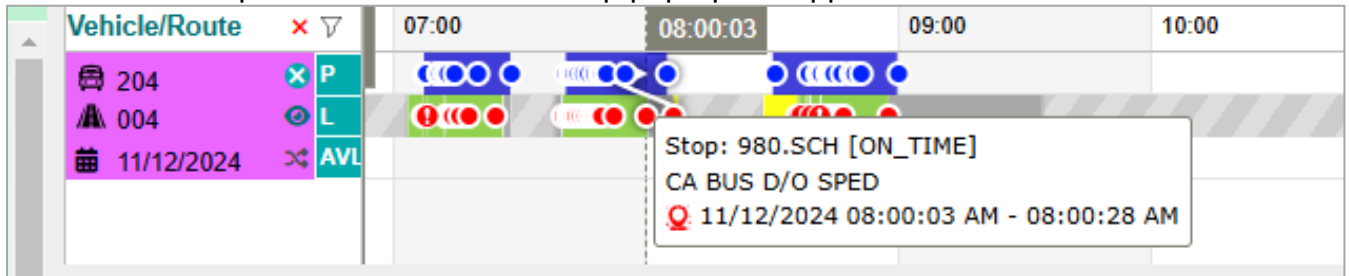 Vehicle/Route
07:00 08:00:03 09:00 10:00
204 P
004 L
11/12/2024 AVL
Stop: 980.SCH [ON_TIME]
CA BUS D/O SPED
11/12/2024 08:00:03 AM - 08:00:28 AM